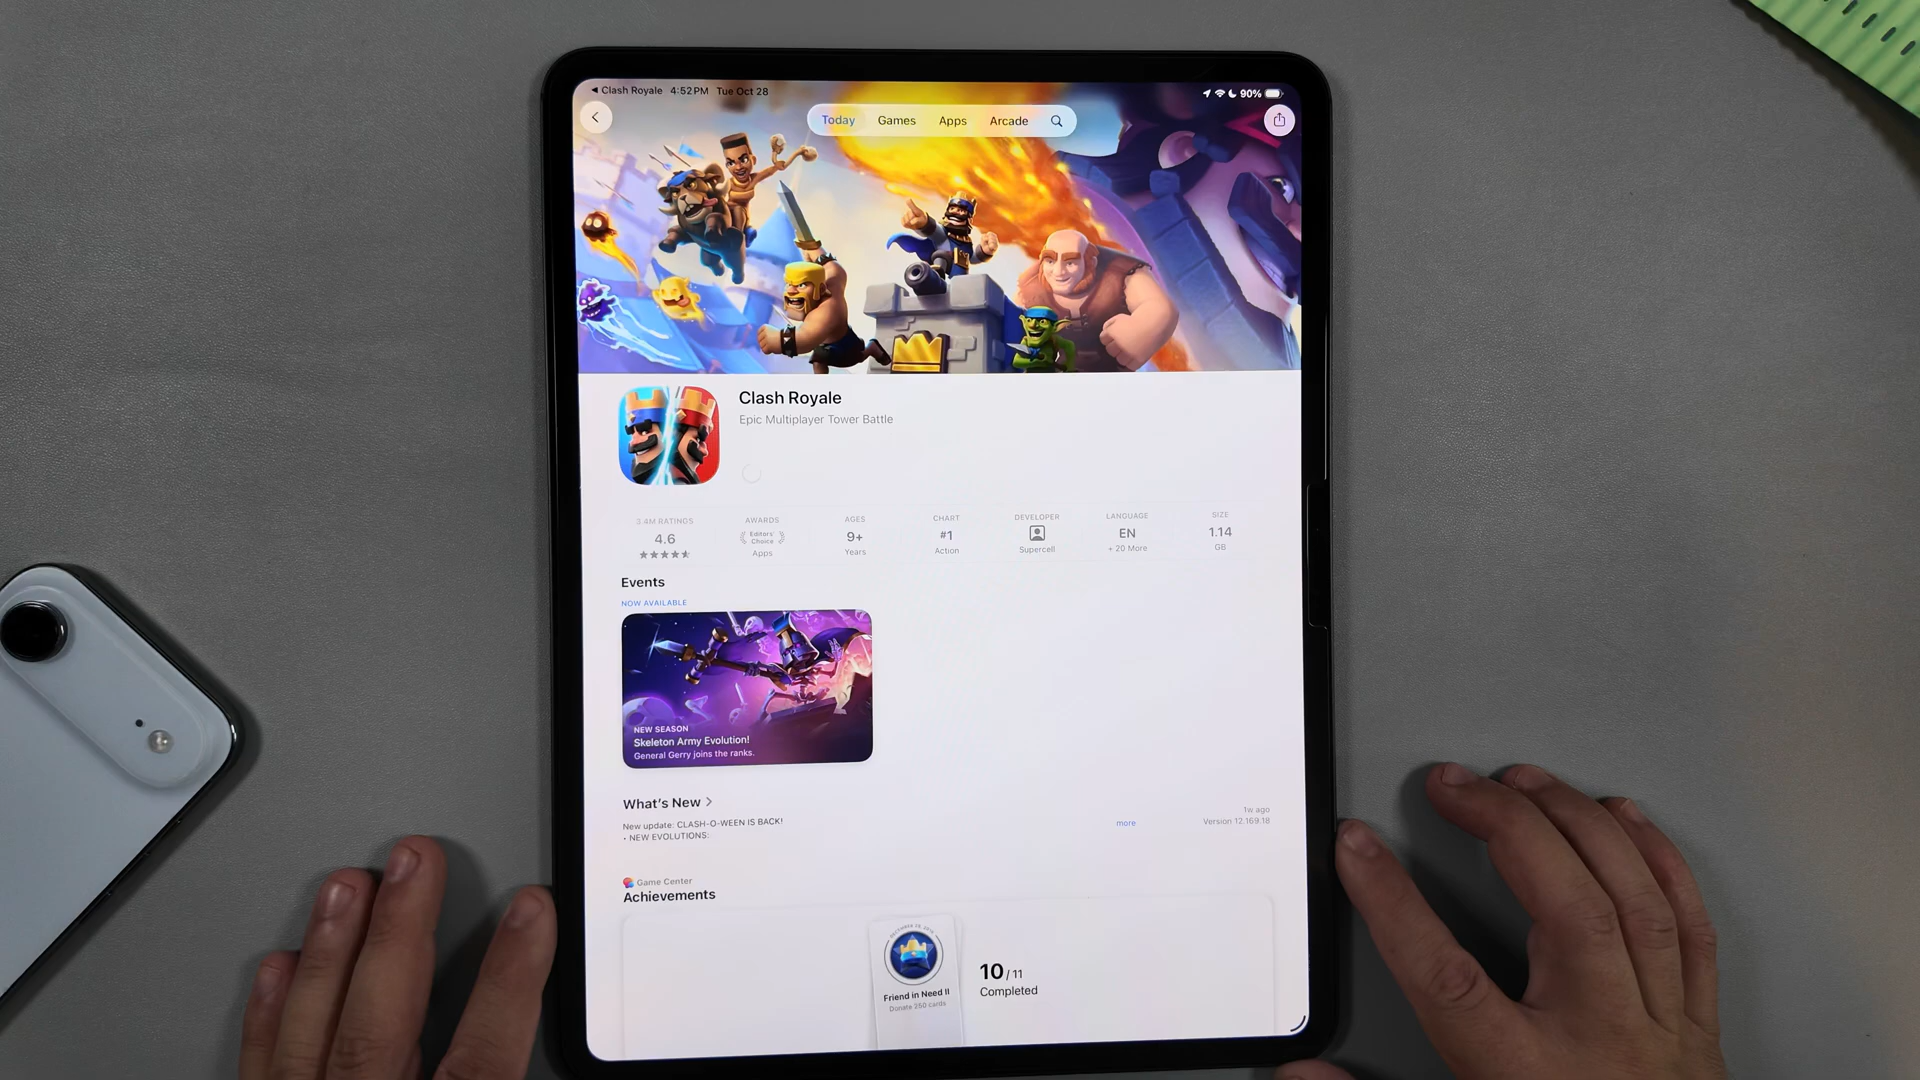 Clash Royale 4:52PM Tue Oct 28
90%
Today Games Apps Arcade
Clash Royale
Epic Multiplayer Tower Battle
3.4M RATINGS
4.6
AWARDS
Editors' Choice
Apps
AGES
9+
Years
CHART
#1
Action
DEVELOPER
Supercell
LANGUAGE
EN
+ 20 More
SIZE
1.14
GB
Events
NOW AVAILABLE
NEW SEASON
Skeleton Army Evolution!
General Gerry joins the ranks.
What's New
New update: CLASH-O-WEEN IS BACK!
• NEW EVOLUTIONS:
more
1w ago
Version 12.169.18
Game Center
Achievements
Friend in Need II
Donate 250 cards
10 / 11
Completed